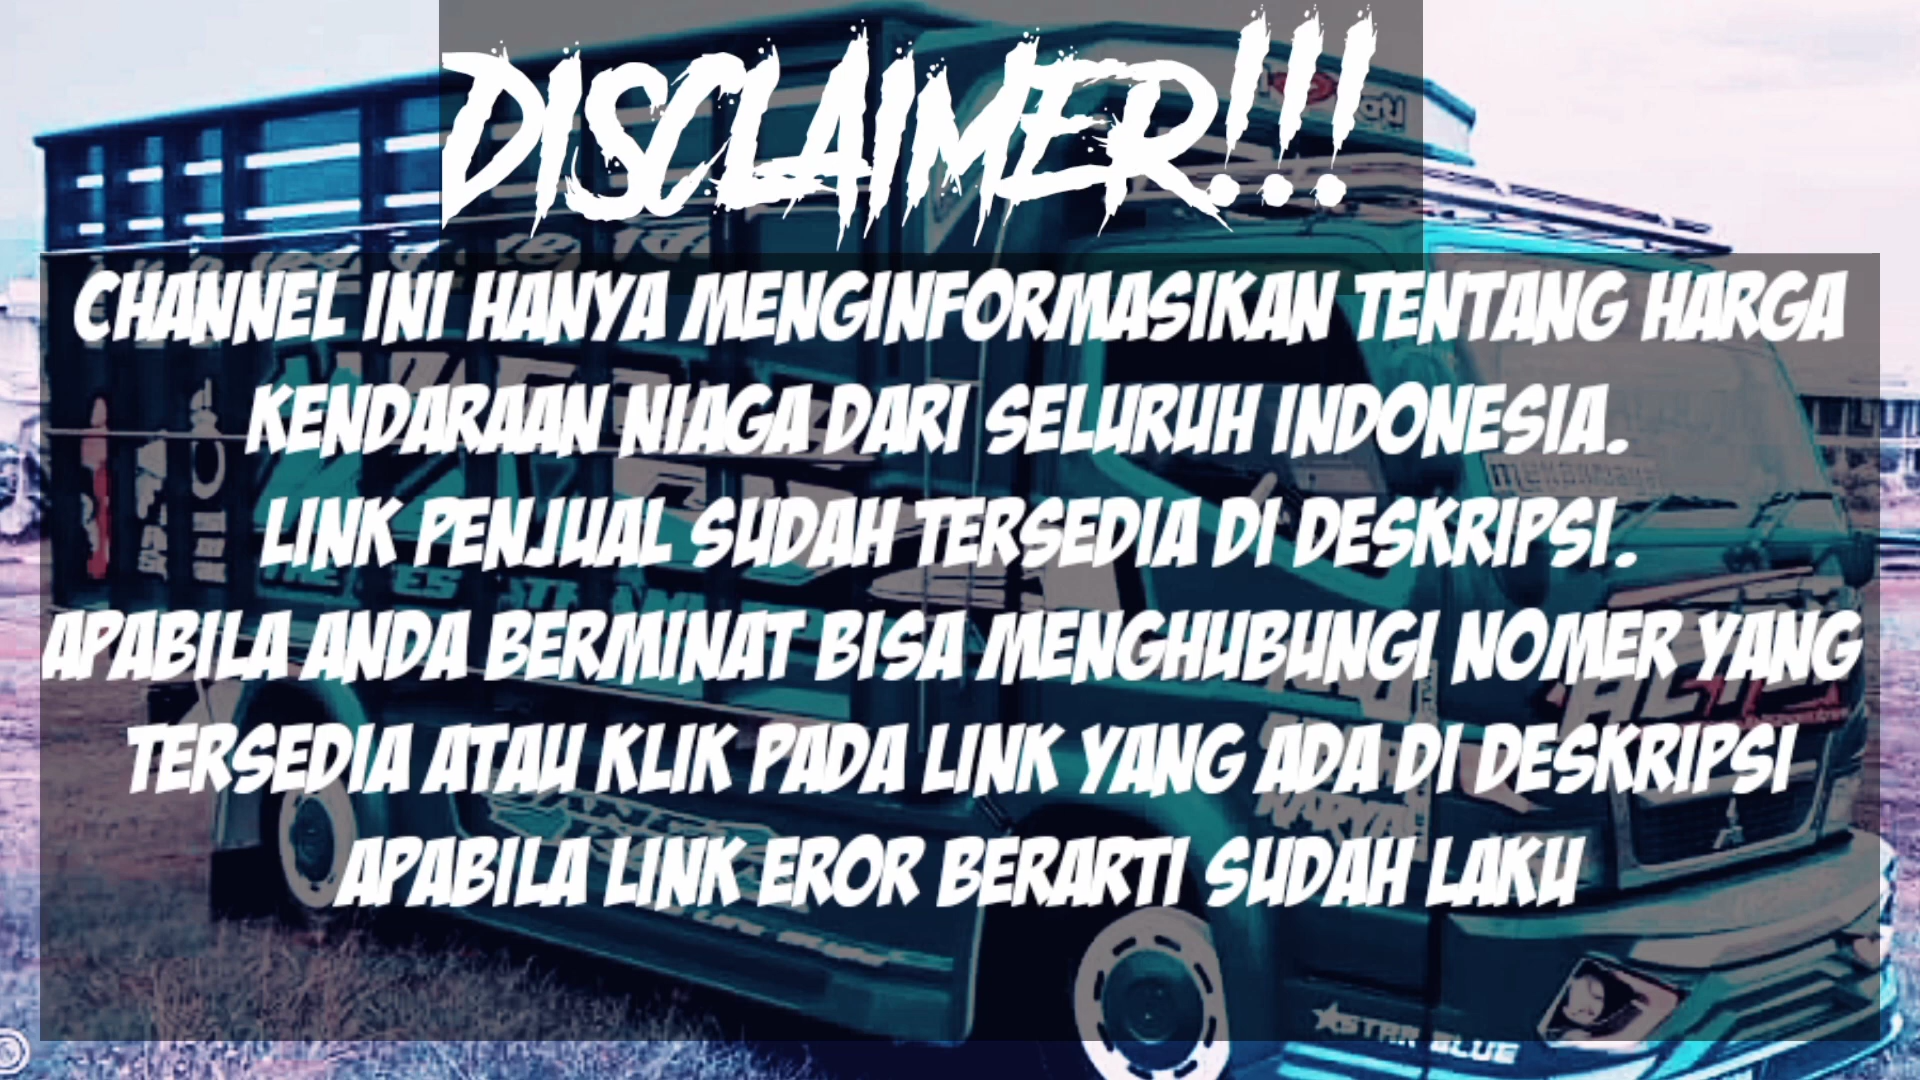 DISCLAIMER!!!
CHANNEL INI HANYA MENGINFORMASIKAN TENTANG HARGA
KENDARAAN NIAGA DARI SELURUH INDONESIA.
LINK PENJUAL SUDAH TERSEDIA DI DESKRIPSI.
APABILA ANDA BERMINAT BISA MENGHUBUNGI NOMER YANG
TERSEDIA ATAU KLIK PADA LINK YANG ADA DI DESKRIPSI
APABILA LINK EROR BERARTI SUDAH LAKU
STAR BLUE